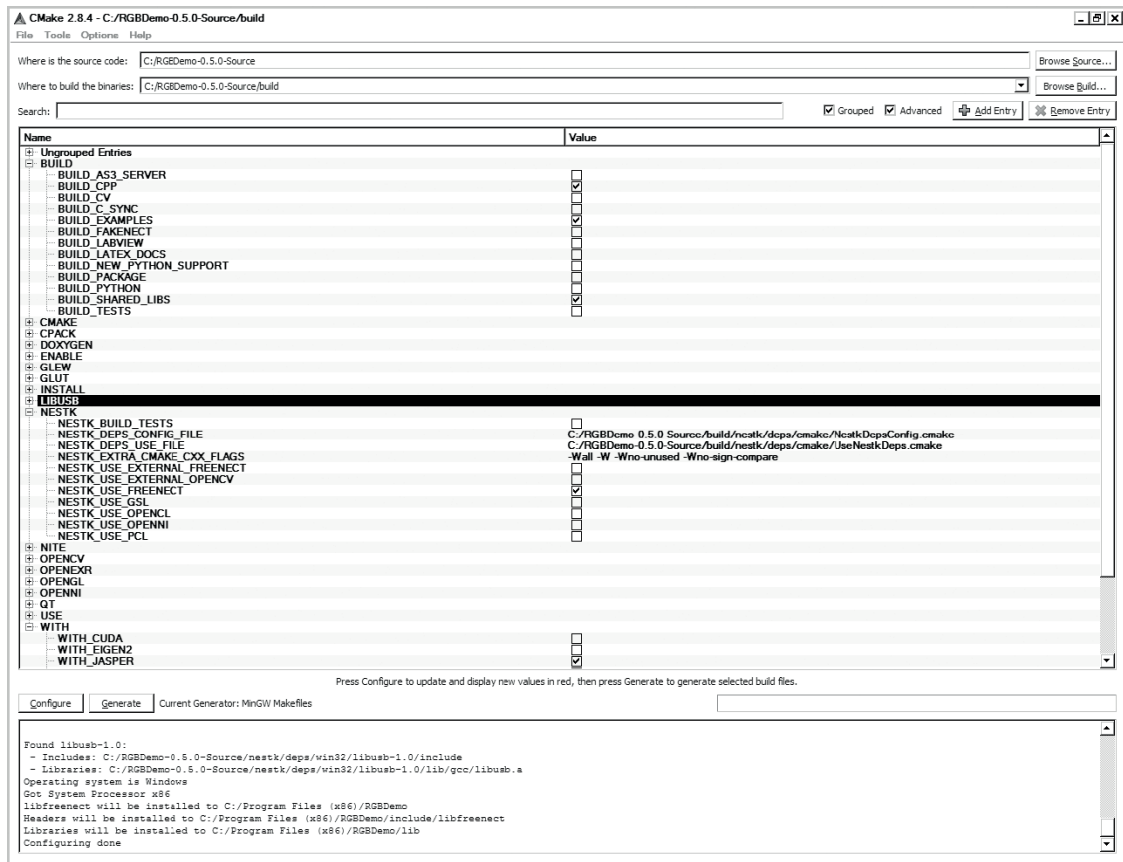 CMake 2.8.4 - C:/RGBDemo-0.5.0-Source/build
File Tools Options Help
Where is the source code: C:/RGBDemo-0.5.0-Source Browse Source...
Where to build the binaries: C:/RGBDemo-0.5.0-Source/build Browse Build...
Search: Grouped Advanced Add Entry Remove Entry
Name Value
Ungrouped Entries
BUILD
BUILD_AS3_SERVER
BUILD_CPP
BUILD_CV
BUILD_C_SYNC
BUILD_EXAMPLES
BUILD_FAKENECT
BUILD_LABVIEW
BUILD_LATEX_DOCS
BUILD_NEW_PYTHON_SUPPORT
BUILD_PACKAGE
BUILD_PYTHON
BUILD_SHARED_LIBS
BUILD_TESTS
CMAKE
CPACK
DOXYGEN
ENABLE
GLEW
GLUT
INSTALL
LIBUSB
NESTK
NESTK_BUILD_TESTS
NESTK_DEPS_CONFIG_FILE C:/RGBDemo-0.5.0-Source/build/nestk/deps/cmake/NestkDepsConfig.cmake
NESTK_DEPS_USE_FILE C:/RGBDemo-0.5.0-Source/build/nestk/deps/cmake/UseNestkDeps.cmake
NESTK_EXTRA_CMAKE_CXX_FLAGS -Wall -W -Wno-unused -Wno-sign-compare
NESTK_USE_EXTERNAL_FREENECT
NESTK_USE_EXTERNAL_OPENCV
NESTK_USE_FREENECT
NESTK_USE_GSL
NESTK_USE_OPENCL
NESTK_USE_OPENNI
NESTK_USE_PCL
NITE
OPENCV
OPENEXR
OPENGL
OPENNI
QT
USE
WITH
WITH_CUDA
WITH_EIGEN2
WITH_JASPER
Press Configure to update and display new values in red, then press Generate to generate selected build files.
Configure Generate Current Generator: MinGW Makefiles
Found libusb-1.0:
- Includes: C:/RGBDemo-0.5.0-Source/nestk/deps/win32/libusb-1.0/include
- Libraries: C:/RGBDemo-0.5.0-Source/nestk/deps/win32/libusb-1.0/lib/gcc/libusb.a
Operating system is Windows
Got System Processor x86
libfreenect will be installed to C:/Program Files (x86)/RGBDemo
Headers will be installed to C:/Program Files (x86)/RGBDemo/include/libfreenect
Libraries will be installed to C:/Program Files (x86)/RGBDemo/lib
Configuring done